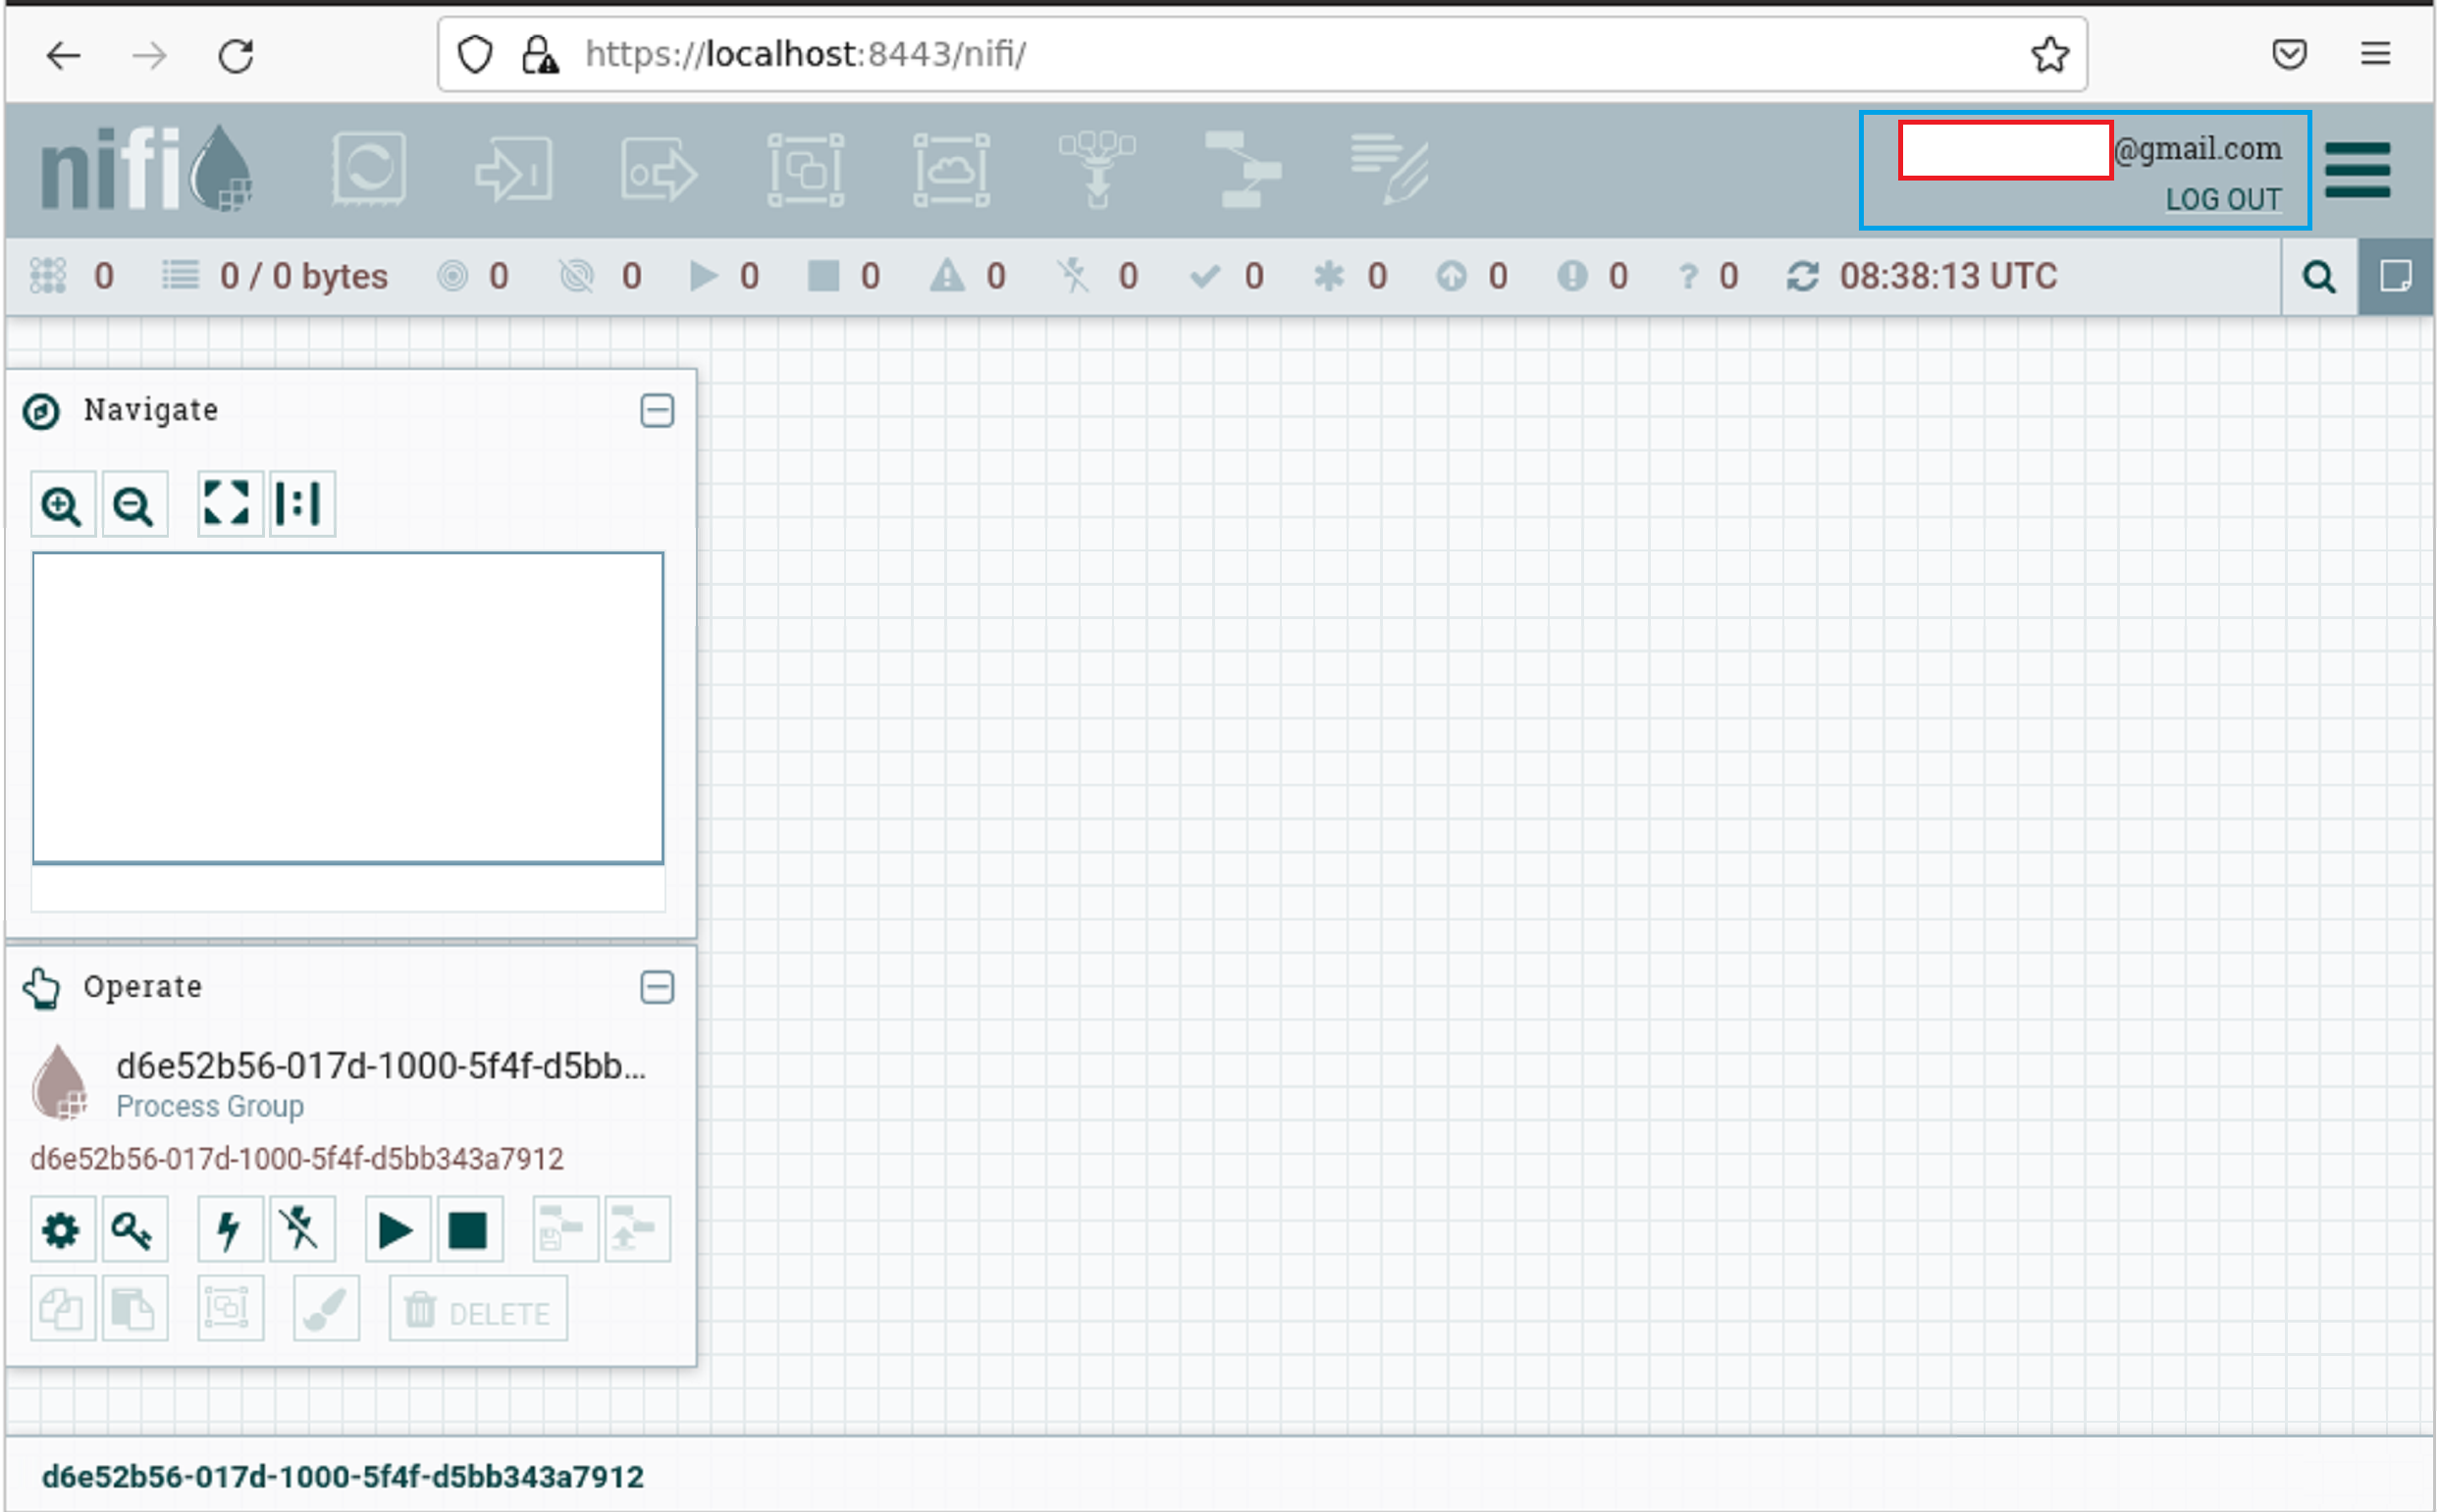 https://localhost:8443/nifi/
nifi
@gmail.com
LOG OUT
0 0 / 0 bytes 0 0 0 0 0 0 0 0 0 0 ? 0 08:38:13 UTC
Navigate
Operate
d6e52b56-017d-1000-5f4f-d5bb...
Process Group
d6e52b56-017d-1000-5f4f-d5bb343a7912
DELETE
d6e52b56-017d-1000-5f4f-d5bb343a7912